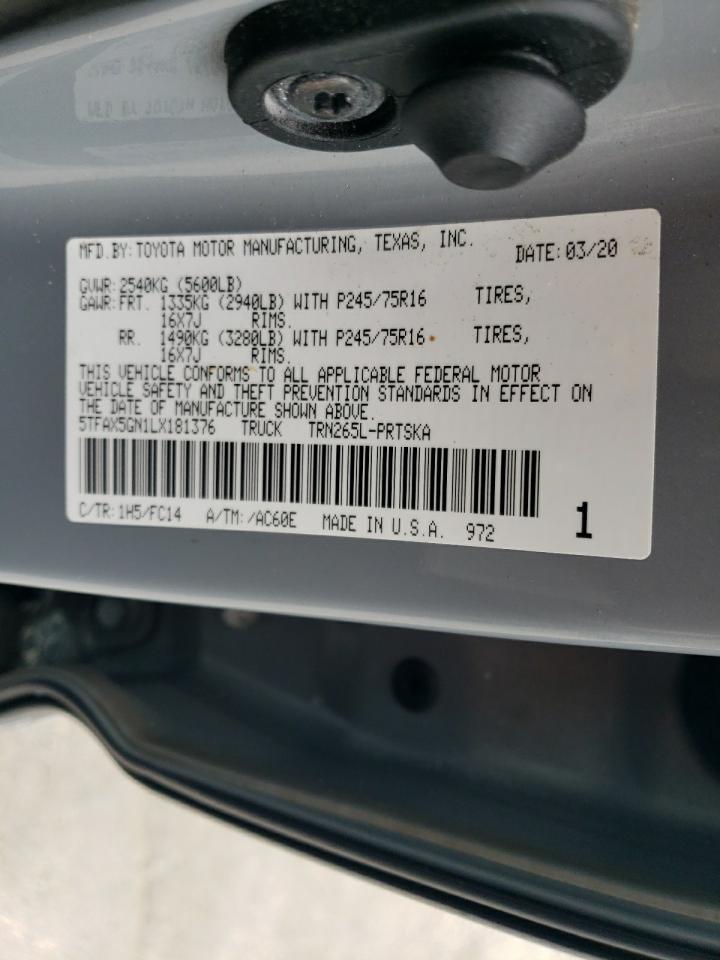 MFD. BY: TOYOTA MOTOR MANUFACTURING, TEXAS, INC. DATE: 03/20
GVWR: 2540KG (5600LB)
GAWR: FRT. 1335KG (2940LB) WITH P245/75R16 TIRES,
16X7J RIMS.
RR. 1490KG (3280LB) WITH P245/75R16 TIRES,
16X7J RIMS.
THIS VEHICLE CONFORMS TO ALL APPLICABLE FEDERAL MOTOR
VEHICLE SAFETY AND THEFT PREVENTION STANDARDS IN EFFECT ON
THE DATE OF MANUFACTURE SHOWN ABOVE.
5TFAX5GN1LX181376 TRUCK TRN265L-PRTSKA
C/TR: 1H5/FC14 A/TM: /AC60E MADE IN U.S.A. 972 1